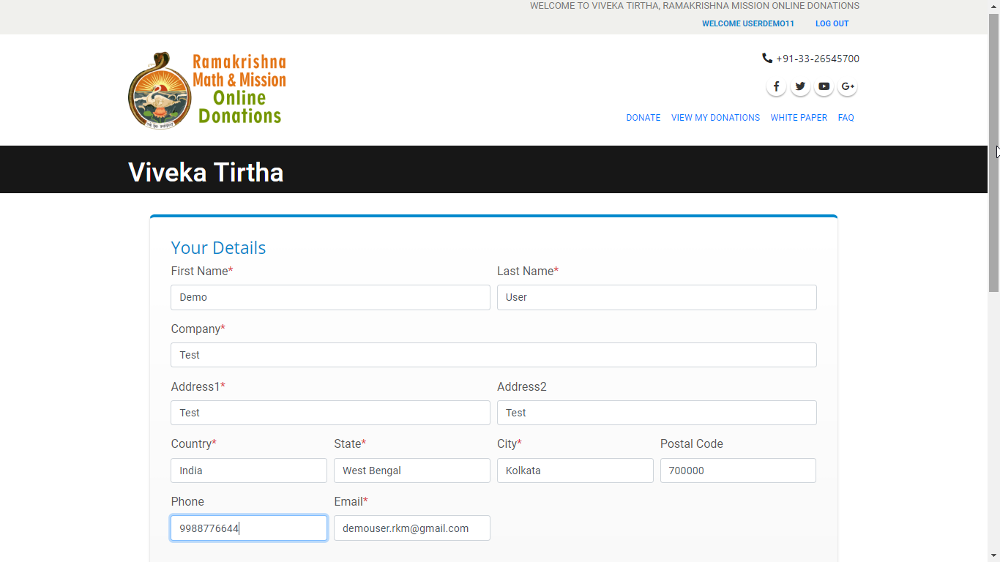 WELCOME TO VIVEKA TIRTHA, RAMAKRISHNA MISSION ONLINE DONATIONS
WELCOME USERDEMO11 LOG OUT
Ramakrishna
Math & Mission
Online
Donations
+91-33-26545700
DONATE VIEW MY DONATIONS WHITE PAPER FAQ
Viveka Tirtha
Your Details
First Name* Last Name*
Demo User
Company*
Test
Address1* Address2
Test Test
Country* State* City* Postal Code
India West Bengal Kolkata 700000
Phone Email*
9988776644 demouser.rkm@gmail.com